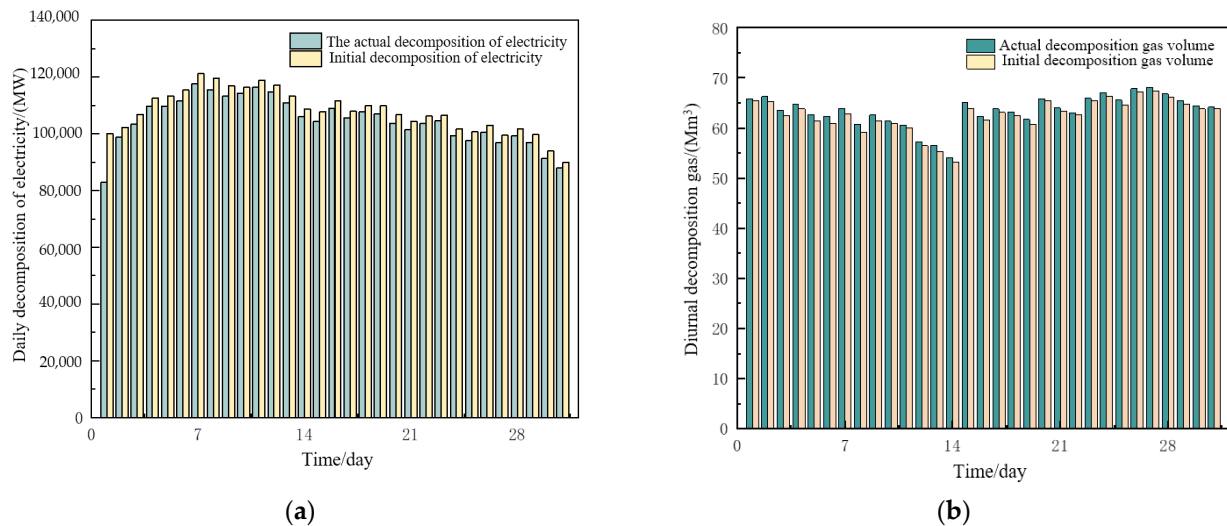 140,000
120,000
100,000
80,000
60,000
40,000
20,000
0
Daily decomposition of electricity/(MW)
The actual decomposition of electricity
Initial decomposition of electricity
0 7 14 21 28
Time/day
(a)
80
70
60
50
40
30
20
10
0
Diurnal decomposition gas/(Mm³)
Actual decomposition gas volume
Initial decomposition gas volume
0 7 14 21 28
Time/day
(b)